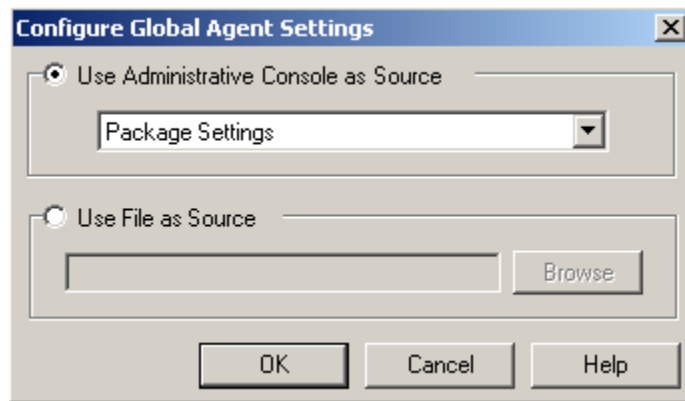 Configure Global Agent Settings
Use Administrative Console as Source
Package Settings
Use File as Source
Browse
OK Cancel Help